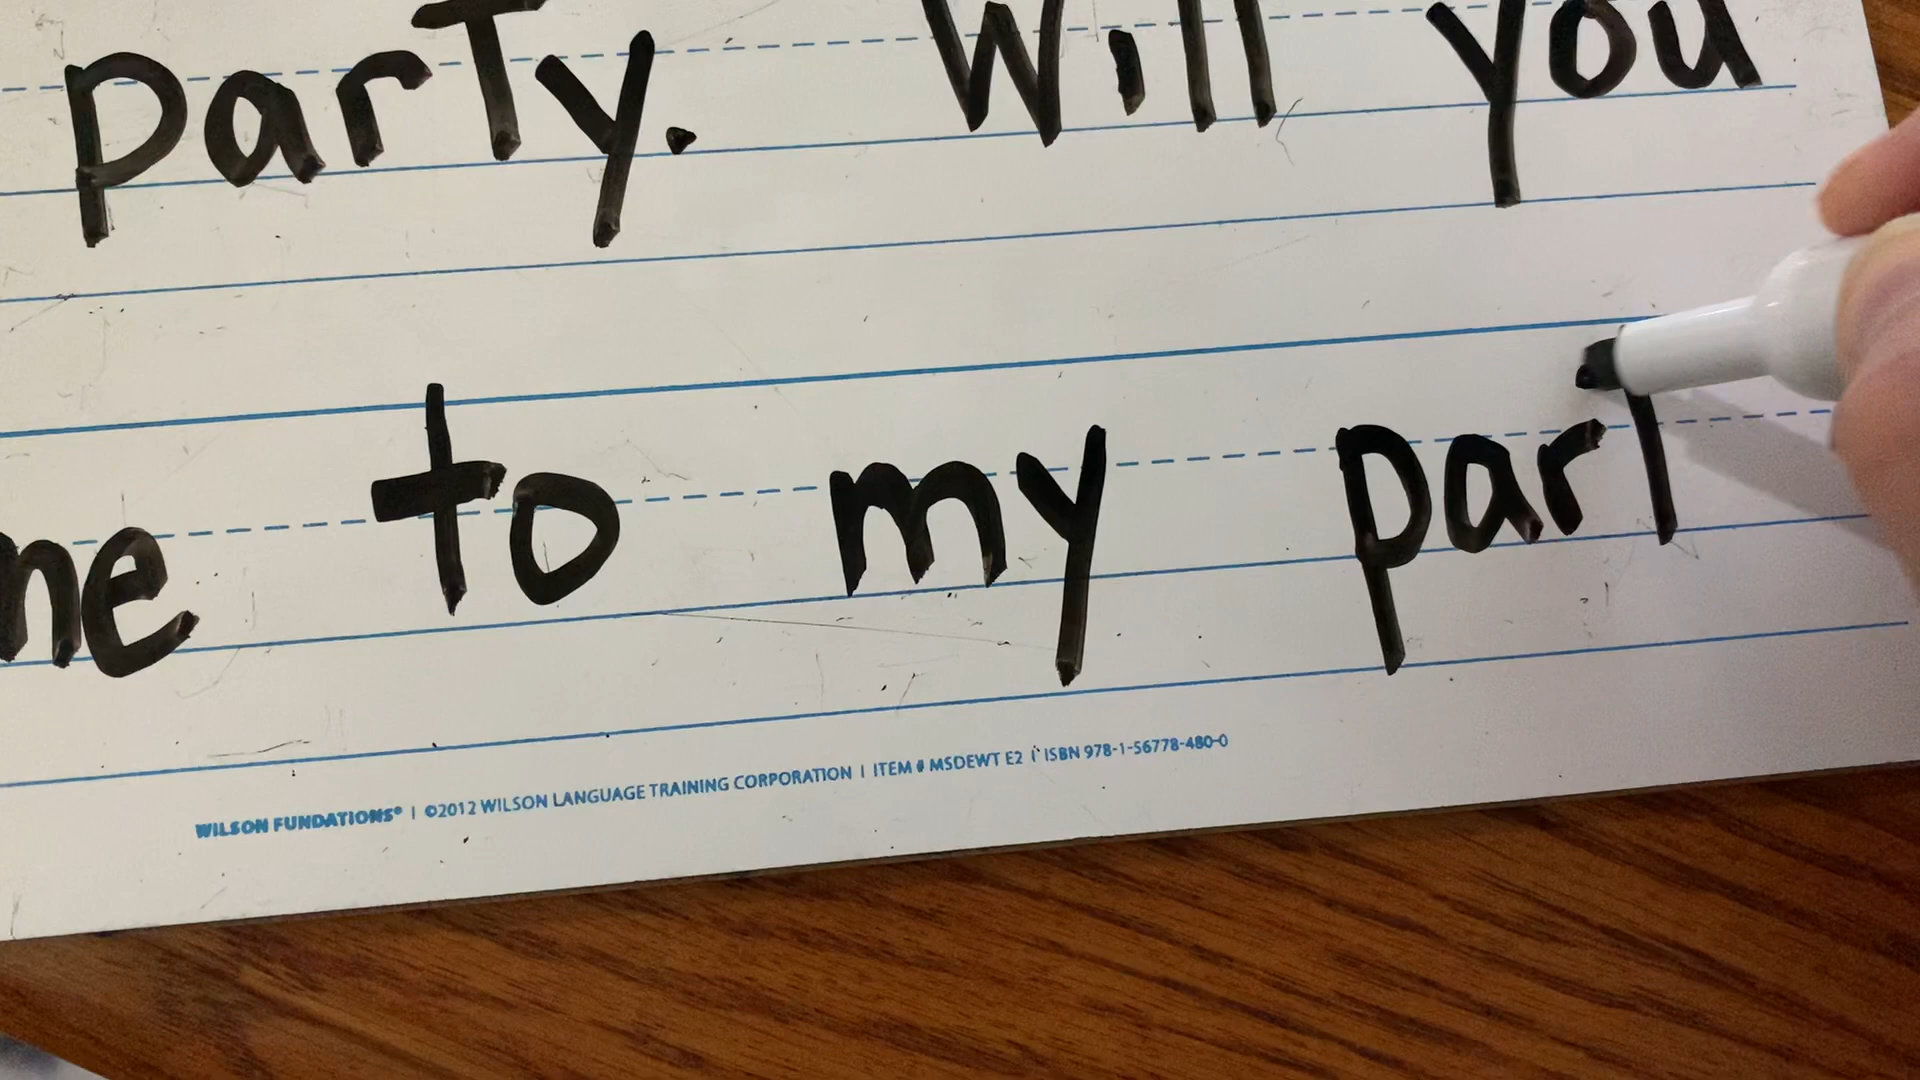 party. Will you
ne to my part
WILSON FUNDATIONS® | ©2012 WILSON LANGUAGE TRAINING CORPORATION | ITEM # MSDEWT E2 | ISBN 978-1-56778-480-0